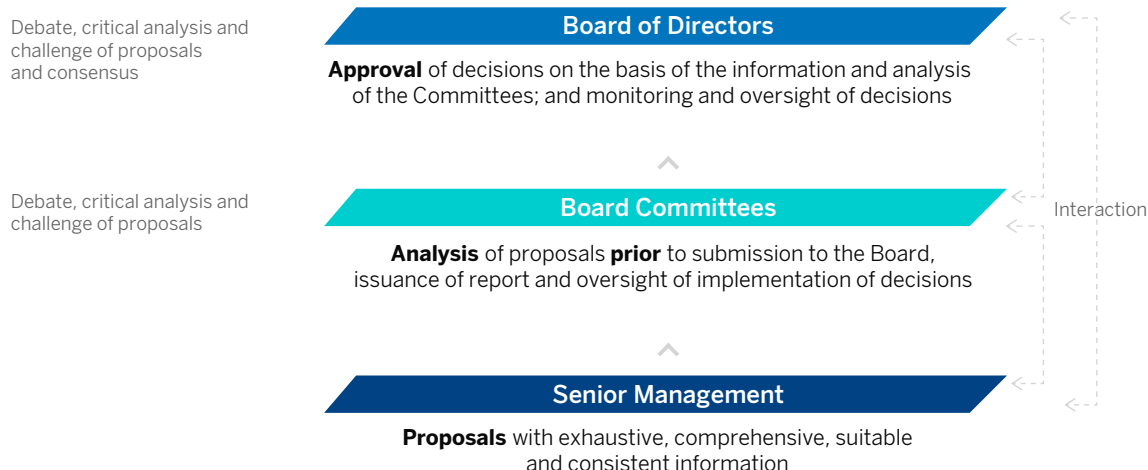 Debate, critical analysis and
challenge of proposals
and consensus
Board of Directors
Approval of decisions on the basis of the information and analysis
of the Committees; and monitoring and oversight of decisions
Debate, critical analysis and
challenge of proposals
Board Committees
Interaction
Analysis of proposals prior to submission to the Board,
issuance of report and oversight of implementation of decisions
Senior Management
Proposals with exhaustive, comprehensive, suitable
and consistent information